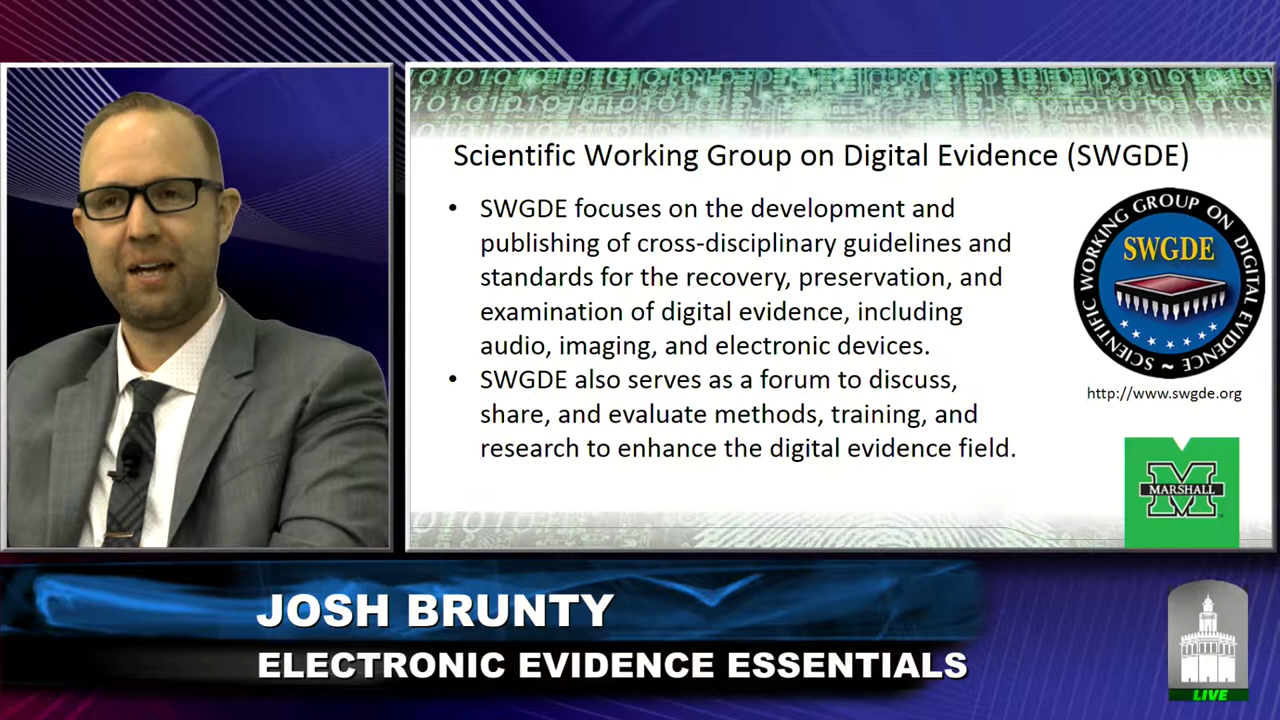 Scientific Working Group on Digital Evidence (SWGDE)
• SWGDE focuses on the development and
publishing of cross-disciplinary guidelines and
standards for the recovery, preservation, and
examination of digital evidence, including
audio, imaging, and electronic devices.
• SWGDE also serves as a forum to discuss,
share, and evaluate methods, training, and
research to enhance the digital evidence field.
SCIENTIFIC WORKING GROUP ON DIGITAL EVIDENCE ~
SWGDE
http://www.swgde.org
M
MARSHALL
JOSH BRUNTY
ELECTRONIC EVIDENCE ESSENTIALS
LIVE